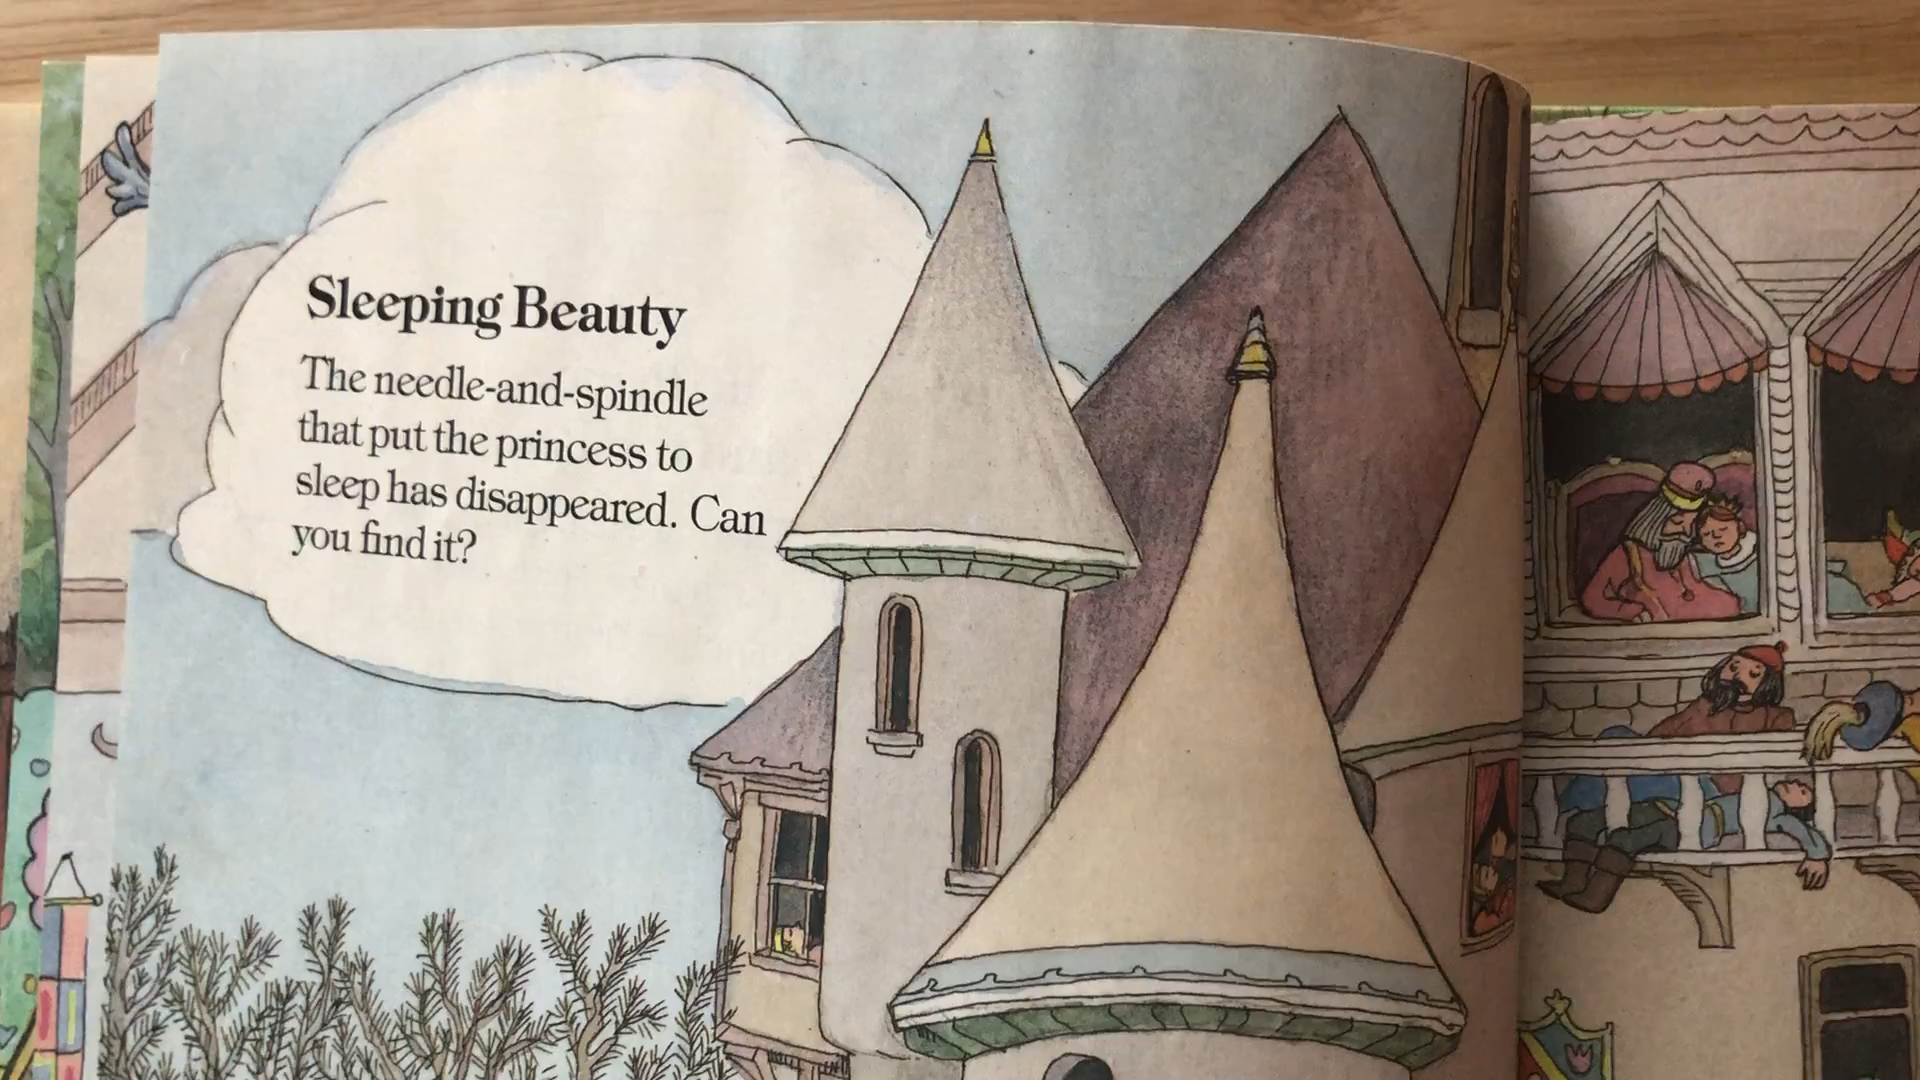 Sleeping Beauty
The needle-and-spindle
that put the princess to
sleep has disappeared. Can
you find it?